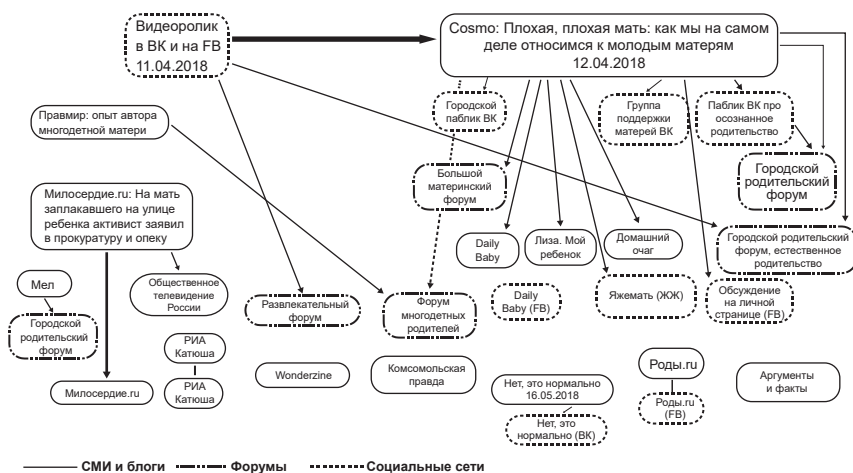 Видеоролик
в ВК и на FB
11.04.2018
Cosmo: Плохая, плохая мать: как мы на самом
деле относимся к молодым матерям
12.04.2018
Правмир: опыт автора
многодетной матери
Городской
паблик ВК
Группа
поддержки
матерей ВК
Паблик ВК про
осознанное
родительство
Большой
материнский
форум
Городской
родительский
форум
Милосердие.ru: На мать
заплакавшего на улице
ребенка активист заявил
в прокуратуру и опеку
Daily
Baby
Лиза. Мой
ребенок
Домашний
очаг
Городской родительский
форум, естественное
родительство
Мел
Общественное
телевидение
России
Городской
родительский
форум
Развлекательный
форум
Форум
многодетных
родителей
Daily
Baby (FB)
Яжемать (ЖЖ)
Обсуждение
на личной
странице (FB)
РИА
Катюша
РИА
Катюша
Милосердие.ru
Wonderzine
Комсомольская
правда
Нет, это нормально
16.05.2018
Нет, это
нормально (ВК)
Роды.ru
Роды.ru
(FB)
Аргументы
и факты
СМИ и блоги
Форумы
Социальные сети